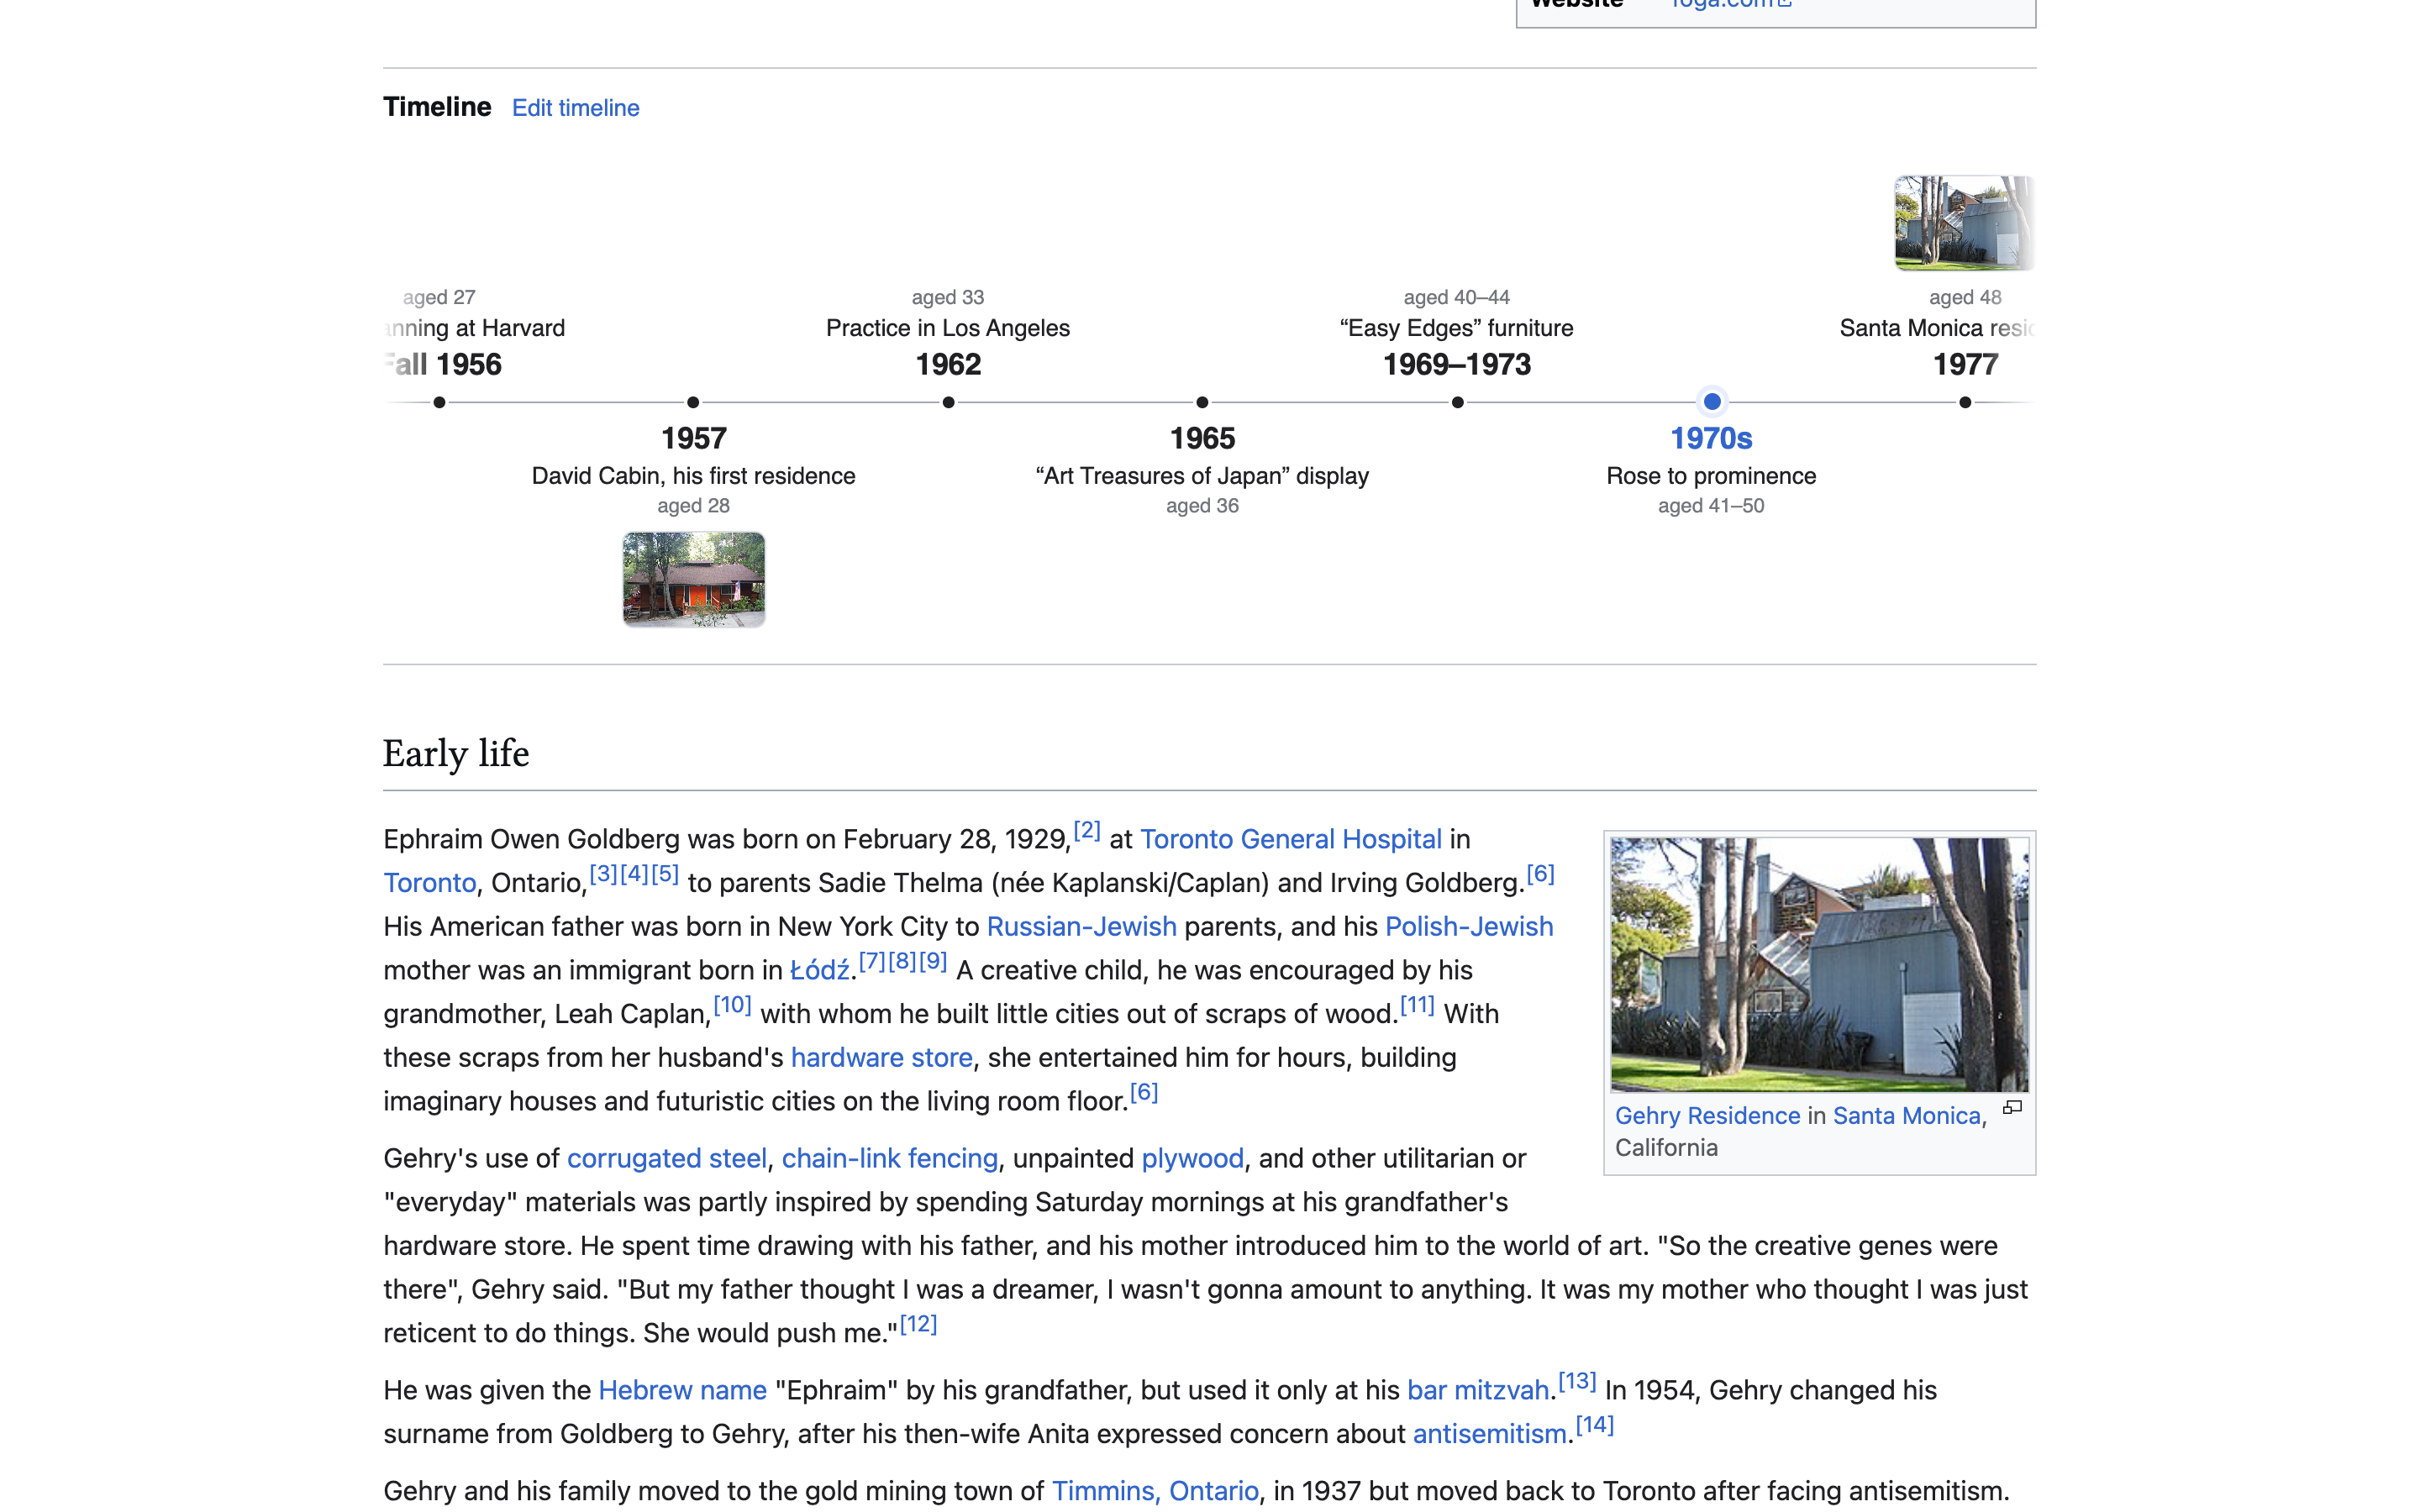 Website foga.com
Timeline Edit timeline
aged 27
anning at Harvard
Fall 1956
aged 33
Practice in Los Angeles
1962
aged 40–44
“Easy Edges” furniture
1969–1973
aged 48
Santa Monica resid
1977
1957
David Cabin, his first residence
aged 28
1965
“Art Treasures of Japan” display
aged 36
1970s
Rose to prominence
aged 41–50
Early life
Ephraim Owen Goldberg was born on February 28, 1929,[2] at Toronto General Hospital in
Toronto, Ontario,[3][4][5] to parents Sadie Thelma (née Kaplanski/Caplan) and Irving Goldberg.[6]
His American father was born in New York City to Russian-Jewish parents, and his Polish-Jewish
mother was an immigrant born in Łódź.[7][8][9] A creative child, he was encouraged by his
grandmother, Leah Caplan,[10] with whom he built little cities out of scraps of wood.[11] With
these scraps from her husband's hardware store, she entertained him for hours, building
imaginary houses and futuristic cities on the living room floor.[6]
Gehry Residence in Santa Monica,
California
Gehry's use of corrugated steel, chain-link fencing, unpainted plywood, and other utilitarian or
"everyday" materials was partly inspired by spending Saturday mornings at his grandfather's
hardware store. He spent time drawing with his father, and his mother introduced him to the world of art. "So the creative genes were
there", Gehry said. "But my father thought I was a dreamer, I wasn't gonna amount to anything. It was my mother who thought I was just
reticent to do things. She would push me."[12]
He was given the Hebrew name "Ephraim" by his grandfather, but used it only at his bar mitzvah.[13] In 1954, Gehry changed his
surname from Goldberg to Gehry, after his then-wife Anita expressed concern about antisemitism.[14]
Gehry and his family moved to the gold mining town of Timmins, Ontario, in 1937 but moved back to Toronto after facing antisemitism.